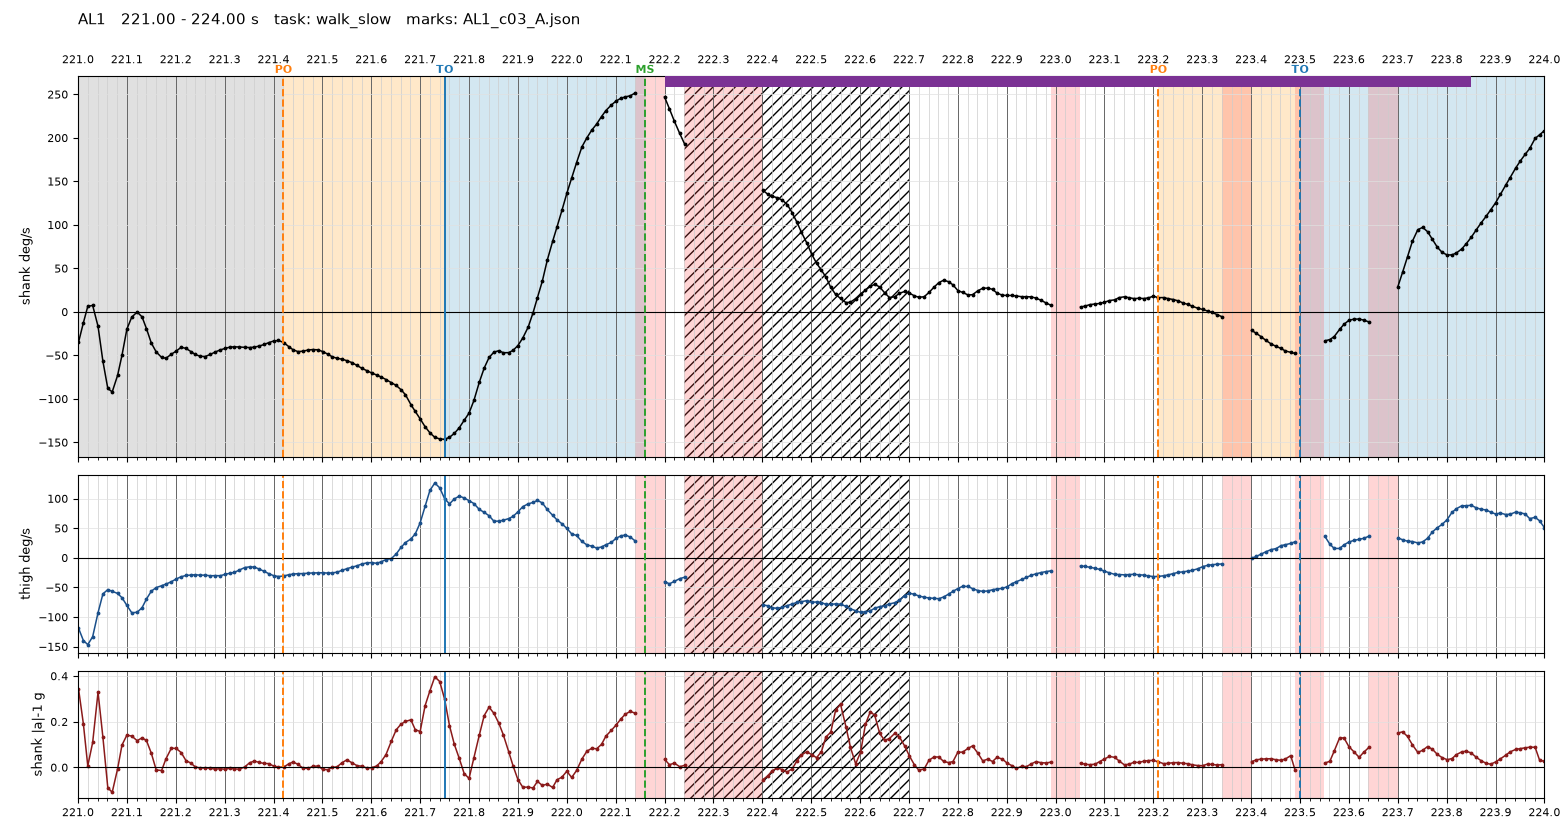 AL1 221.00 - 224.00 s task: walk_slow marks: AL1_c03_A.json
221.0 221.1 221.2 221.3 221.4 221.5 221.6 221.7 221.8 221.9 222.0 222.1 222.2 222.3 222.4 222.5 222.6 222.7 222.8 222.9 223.0 223.1 223.2 223.3 223.4 223.5 223.6 223.7 223.8 223.9 224.0
PO TO MS PO TO
shank deg/s
250
200
150
100
50
0
−50
−100
−150
thigh deg/s
100
50
0
−50
−100
−150
shank |a|-1 g
0.4
0.2
0.0
221.0 221.1 221.2 221.3 221.4 221.5 221.6 221.7 221.8 221.9 222.0 222.1 222.2 222.3 222.4 222.5 222.6 222.7 222.8 222.9 223.0 223.1 223.2 223.3 223.4 223.5 223.6 223.7 223.8 223.9 224.0